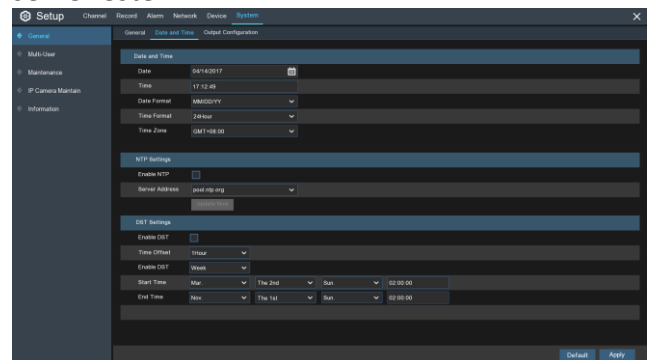 Setup Channel Record Alarm Network Device System
General Date and Time Output Configuration
General
Multi-User
Maintenance
IP Camera Maintain
Information
Date and Time
Date 04/14/2017
Time 17:12:49
Date Format MM/DD/YY
Time Format 24Hour
Time Zone GMT+08:00
NTP Settings
Enable NTP
Server Address pool.ntp.org
Update Now
DST Settings
Enable DST
Time Offset 1Hour
Enable DST Week
Start Time Mar. The 2nd Sun. 02:00:00
End Time Nov. The 1st Sun. 02:00:00
Default Apply